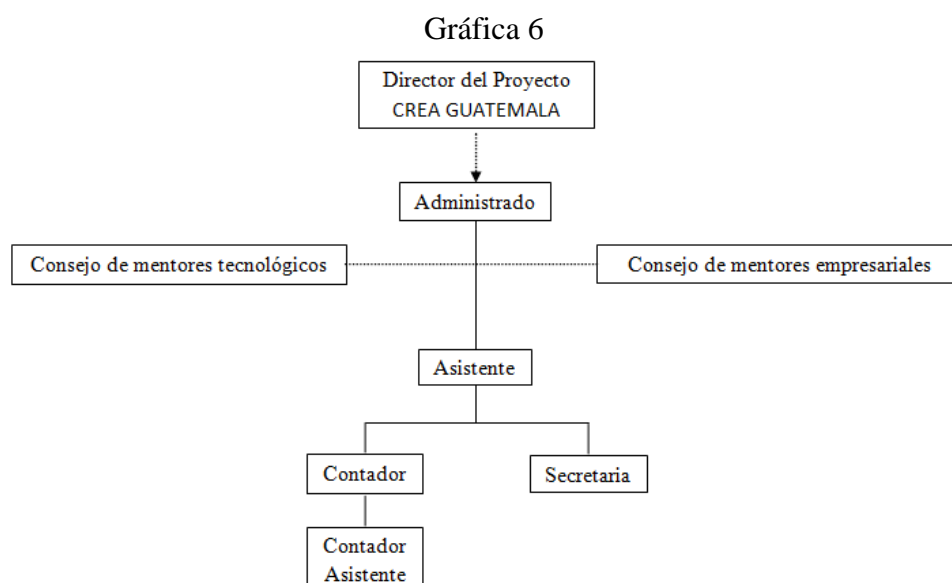 Gráfica 6
Director del Proyecto
CREA GUATEMALA
Administrado
Consejo de mentores tecnológicos
Consejo de mentores empresariales
Asistente
Contador
Secretaria
Contador
Asistente